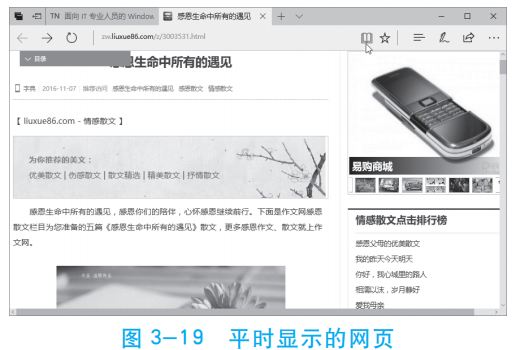 TN 面向 IT 专业人员的 Window
感恩生命中所有的遇见
zw.liuxue86.com/z/3003531.html
目录
感恩生命中所有的遇见
字典 2016-11-07 推荐访问 感恩生命中所有的遇见 感恩散文 情感散文
【 liuxue86.com - 情感散文 】
为你推荐的美文：
优美散文 | 伤感散文 | 散文精选 | 精美散文 | 抒情散文
感恩生命中所有的遇见，感恩你们的陪伴，心怀感恩继续前行。下面是作文网感恩
散文栏目为您准备的五篇《感恩生命中所有的遇见》散文，更多感恩作文、散文就上作
文网。
易购商城
情感散文点击排行榜
感恩父母的优美散文
我的昨天今天明天
你好，我心城里的路人
相濡以沫，岁月静好
爱我母亲
图 3-19 平时显示的网页